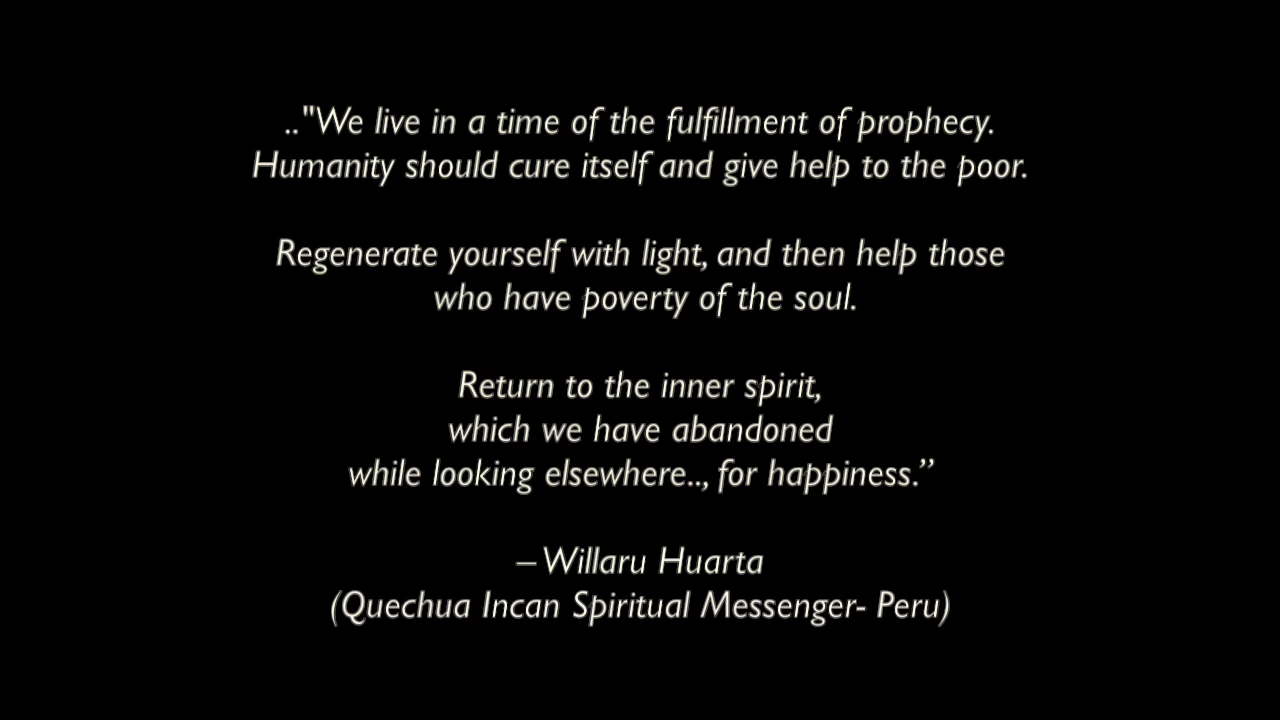 .."We live in a time of the fulfillment of prophecy.
Humanity should cure itself and give help to the poor.
Regenerate yourself with light, and then help those
who have poverty of the soul.
Return to the inner spirit,
which we have abandoned
while looking elsewhere.., for happiness.”
– Willaru Huarta
(Quechua Incan Spiritual Messenger- Peru)